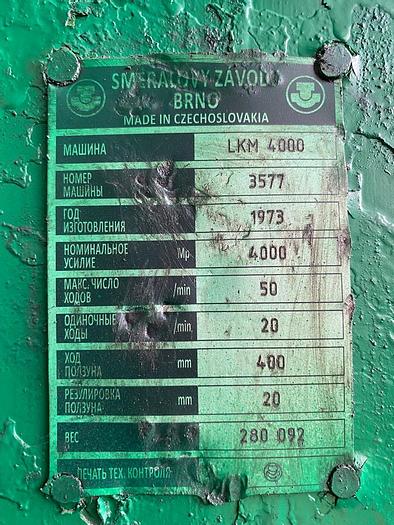 SMERALOVY ZÁVODY
BRNO
MADE IN CZECHOSLOVAKIA
МАШИНА LKM 4000
НОМЕР
МАШИНЫ 3577
ГОД
ИЗГОТОВЛЕНИЯ 1973
НОМИНАЛЬНОЕ
УСИЛИЕ Mp 4000
МАКС. ЧИСЛО
ХОДОВ /min 50
ОДИНОЧНЫЕ
ХОДЫ /min 20
ХОД
ПОЛЗУНА mm 400
РЕЗУЛИРОВКА
ПОЛЗУНА mm 20
ВЕС 280 092
ПЕЧАТЬ ТЕХ. КОНТРОЛЯ